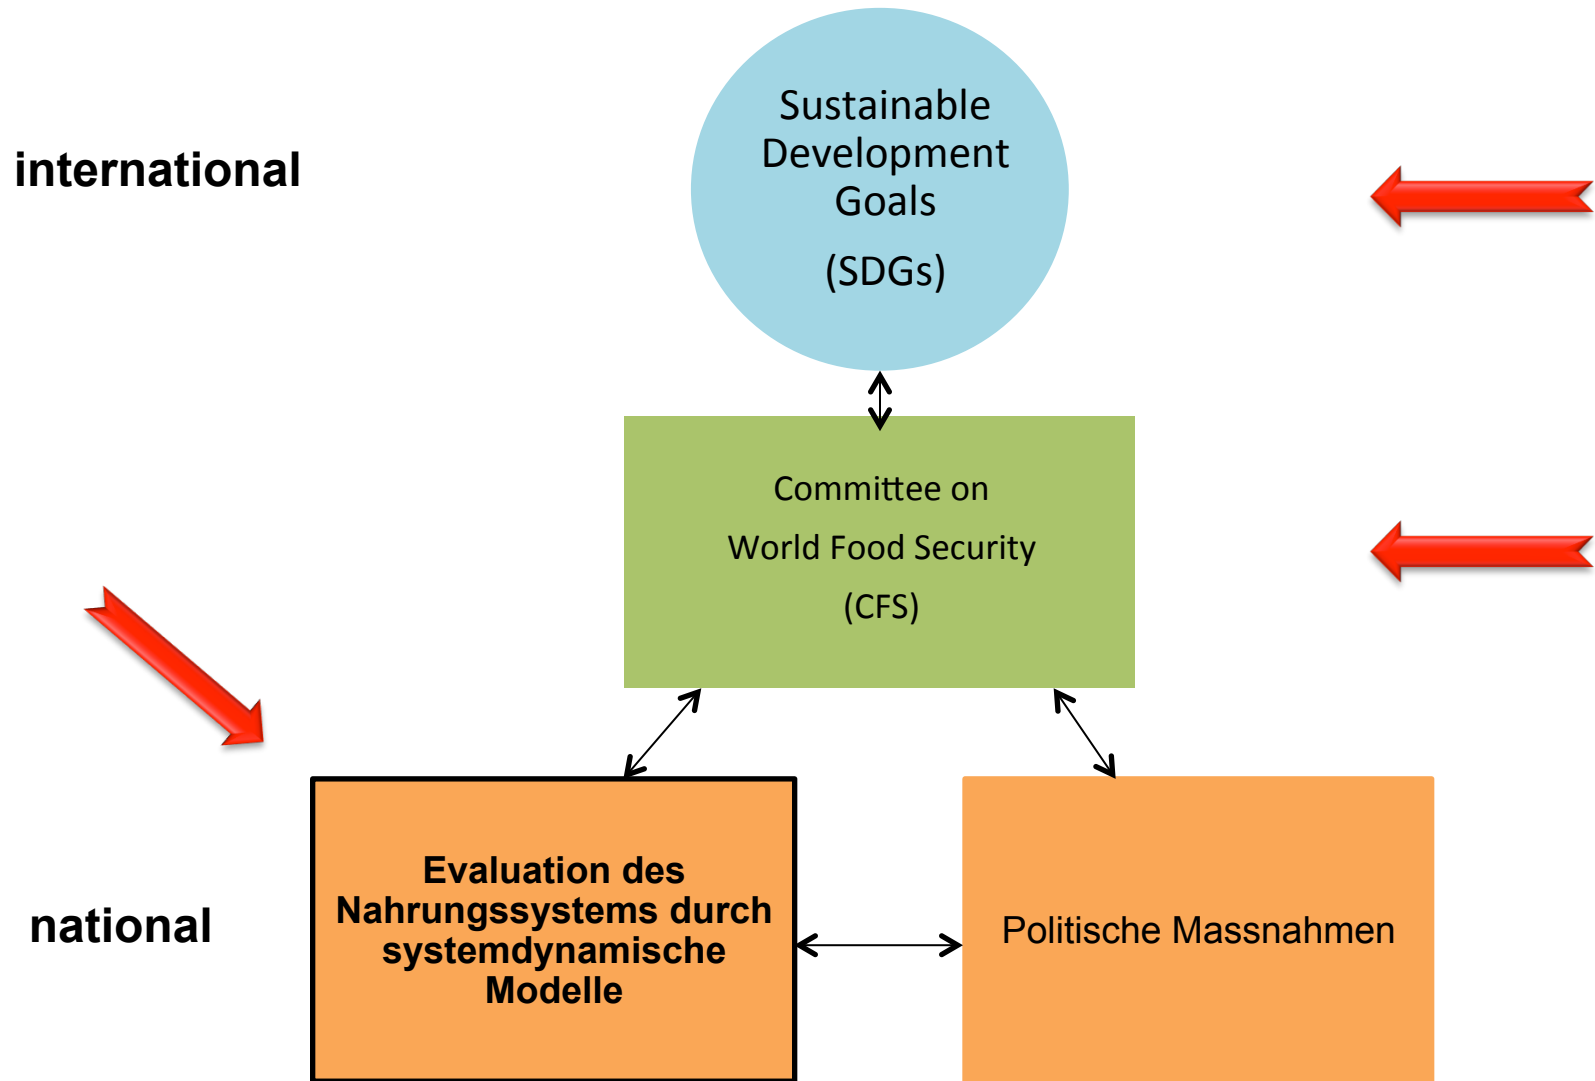 international
Sustainable
Development
Goals
(SDGs)
Committee on
World Food Security
(CFS)
national
Evaluation des
Nahrungssystems durch
systemdynamische
Modelle
Politische Massnahmen